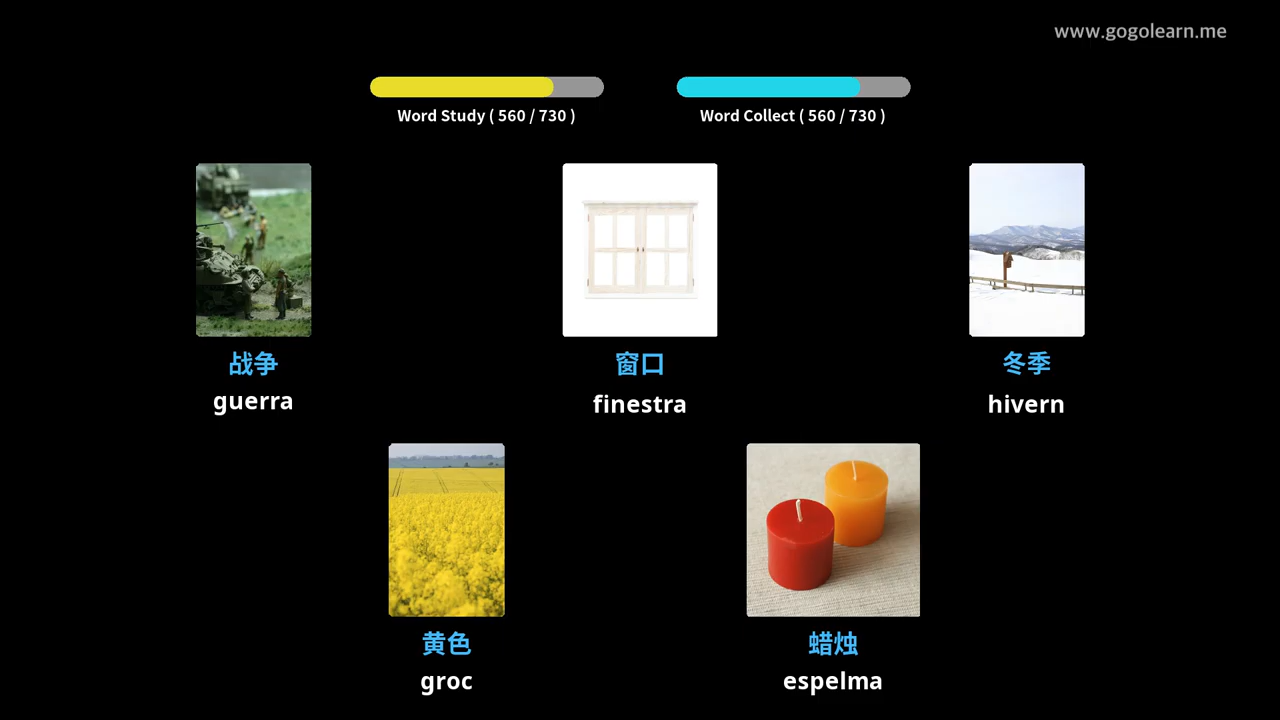 www.gogolearn.me
Word Study ( 560 / 730 )
Word Collect ( 560 / 730 )
战争
guerra
窗口
finestra
冬季
hivern
黄色
groc
蜡烛
espelma